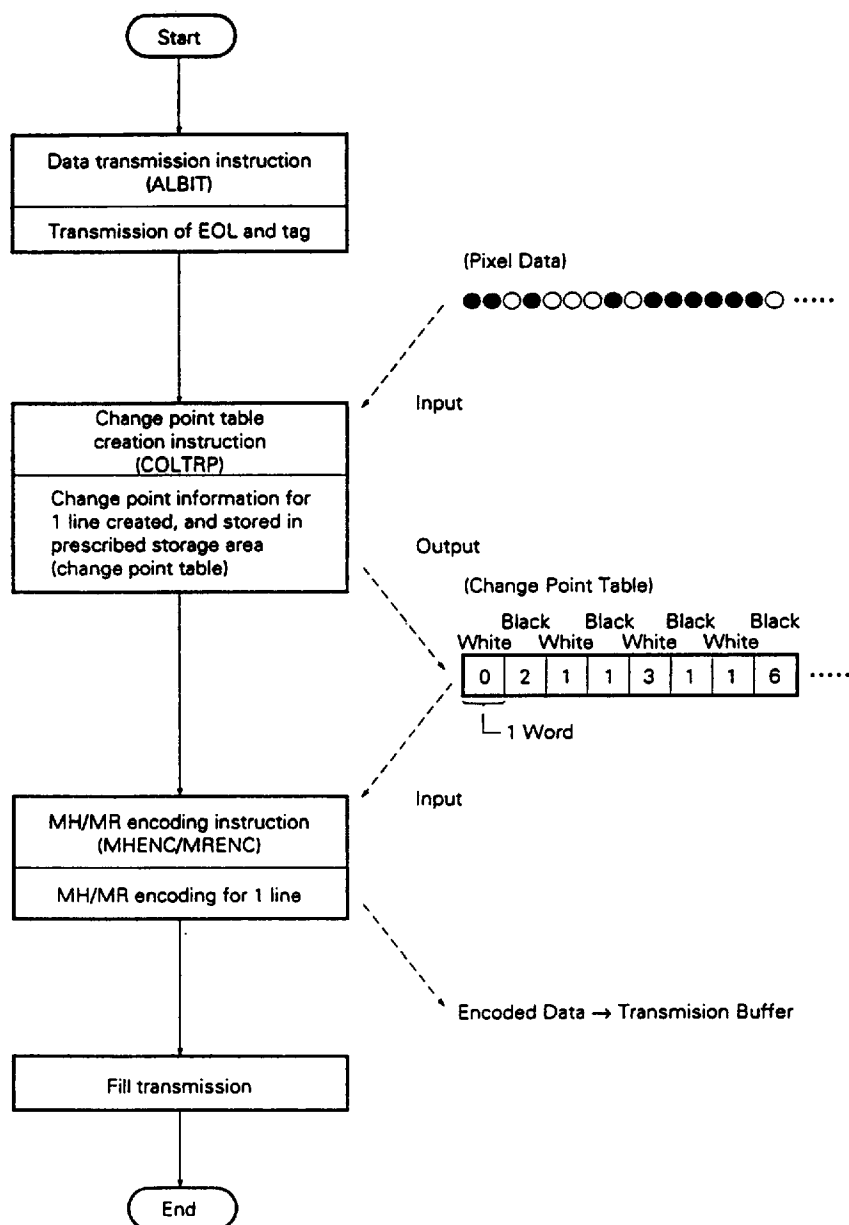 Start
Data transmission instruction
(ALBIT)
Transmission of EOL and tag
(Pixel Data)
.....
Input
Change point table
creation instruction
(COLTRP)
Change point information for
1 line created, and stored in
prescribed storage area
(change point table)
Output
(Change Point Table)
Black Black Black Black
White White White White
0 2 1 1 3 1 1 6 .....
1 Word
Input
MH/MR encoding instruction
(MHENC/MRENC)
MH/MR encoding for 1 line
Encoded Data → Transmision Buffer
Fill transmission
End